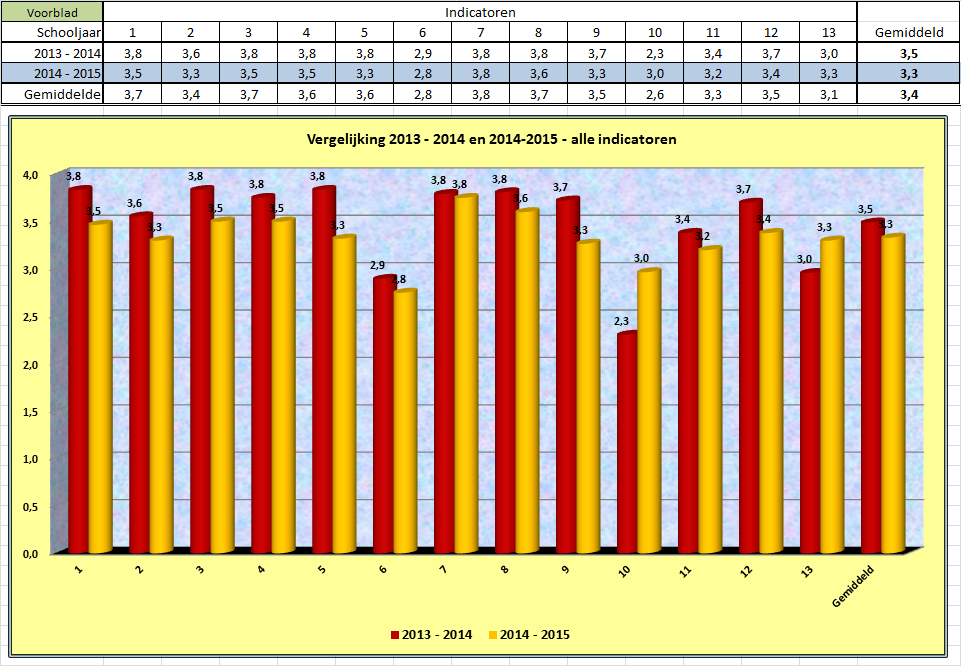 Voorblad Indicatoren
Schooljaar 1 2 3 4 5 6 7 8 9 10 11 12 13 Gemiddeld
2013 - 2014 3,8 3,6 3,8 3,8 3,8 2,9 3,8 3,8 3,7 2,3 3,4 3,7 3,0 3,5
2014 - 2015 3,5 3,3 3,5 3,5 3,3 2,8 3,8 3,6 3,3 3,0 3,2 3,4 3,3 3,3
Gemiddelde 3,7 3,4 3,7 3,6 3,6 2,8 3,8 3,7 3,5 2,6 3,3 3,5 3,1 3,4
Vergelijking 2013 - 2014 en 2014-2015 - alle indicatoren
4,0
3,5
3,0
2,5
2,0
1,5
1,0
0,5
0,0
3,8 3,5 3,6 3,3 3,8 3,5 3,8 3,5 3,8 3,3 2,9 2,8 3,8 3,8 3,8 3,6 3,7 3,3 2,3 3,0 3,4 3,2 3,7 3,4 3,0 3,3 3,5 3,3
1 2 3 4 5 6 7 8 9 10 11 12 13 Gemiddeld
2013 - 2014 2014 - 2015